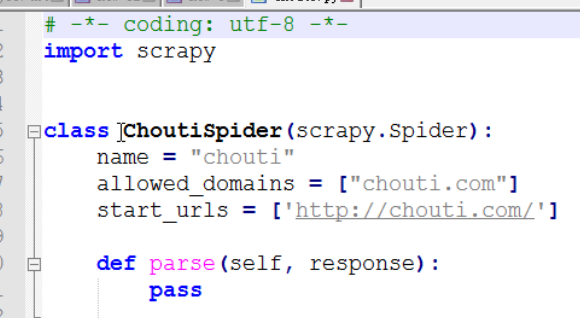 # -*- coding: utf-8 -*-
import scrapy
class ChoutiSpider(scrapy.Spider):
name = "chouti"
allowed_domains = ["chouti.com"]
start_urls = ['http://chouti.com/']
def parse(self, response):
pass